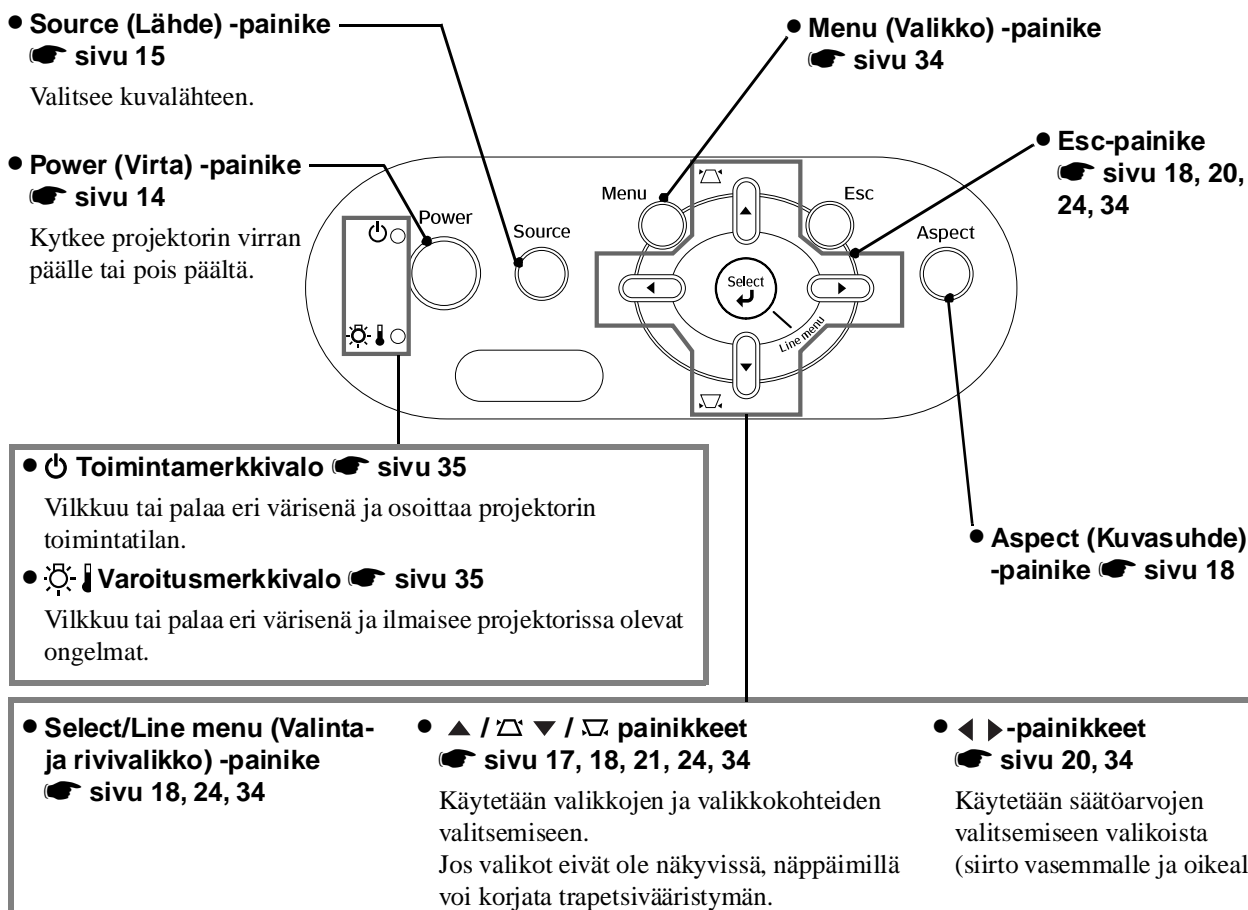 ● Source (Lähde) -painike
☛ sivu 15
Valitsee kuvalähteen.
● Power (Virta) -painike
☛ sivu 14
Kytkee projektorin virran
päälle tai pois päältä.
● Menu (Valikko) -painike
☛ sivu 34
● Esc-painike
☛ sivu 18, 20,
24, 34
Power
Source
Menu
Esc
Aspect
Select
Line menu
● Toimintamerkkivalo ☛ sivu 35
Vilkkuu tai palaa eri värisenä ja osoittaa projektorin
toimintatilan.
● Varoitusmerkkivalo ☛ sivu 35
Vilkkuu tai palaa eri värisenä ja ilmaisee projektorissa olevat
ongelmat.
● Aspect (Kuvasuhde)
-painike ☛ sivu 18
● Select/Line menu (Valinta-
ja rivivalikko) -painike
☛ sivu 18, 24, 34
● ▲ / ▼ / painikkeet
☛ sivu 17, 18, 21, 24, 34
Käytetään valikkojen ja valikkokohteiden
valitsemiseen.
Jos valikot eivät ole näkyvissä, näppäimillä
voi korjata trapetsivääristymän.
● ◀ ▶-painikkeet
☛ sivu 20, 34
Käytetään säätöarvojen
valitsemiseen valikoista
(siirto vasemmalle ja oikeal